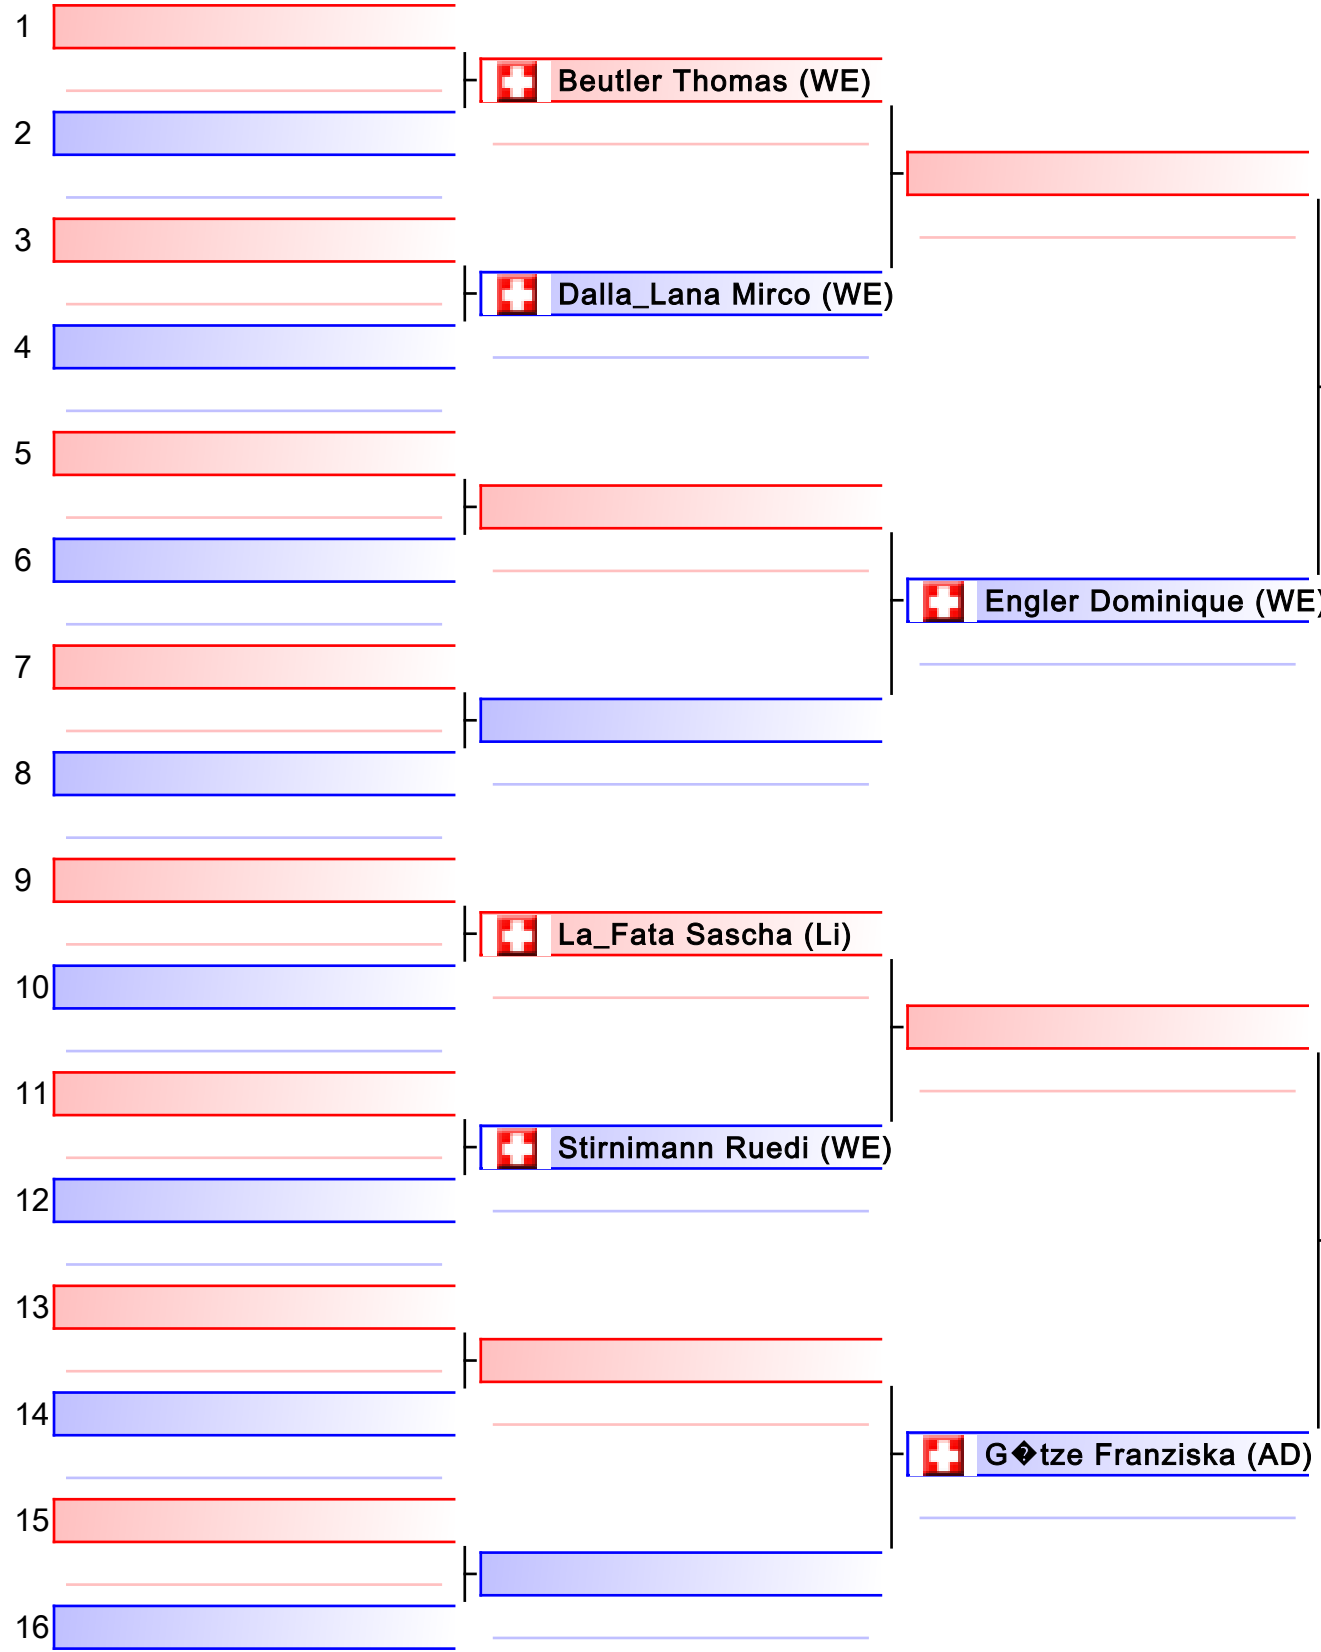 1
Beutler Thomas (WE)
2
3
Dalla_Lana Mirco (WE)
4
5
6
Engler Dominique (WE)
7
8
9
La_Fata Sascha (Li)
10
11
Stirnimann Ruedi (WE)
12
13
14
G�tze Franziska (AD)
15
16